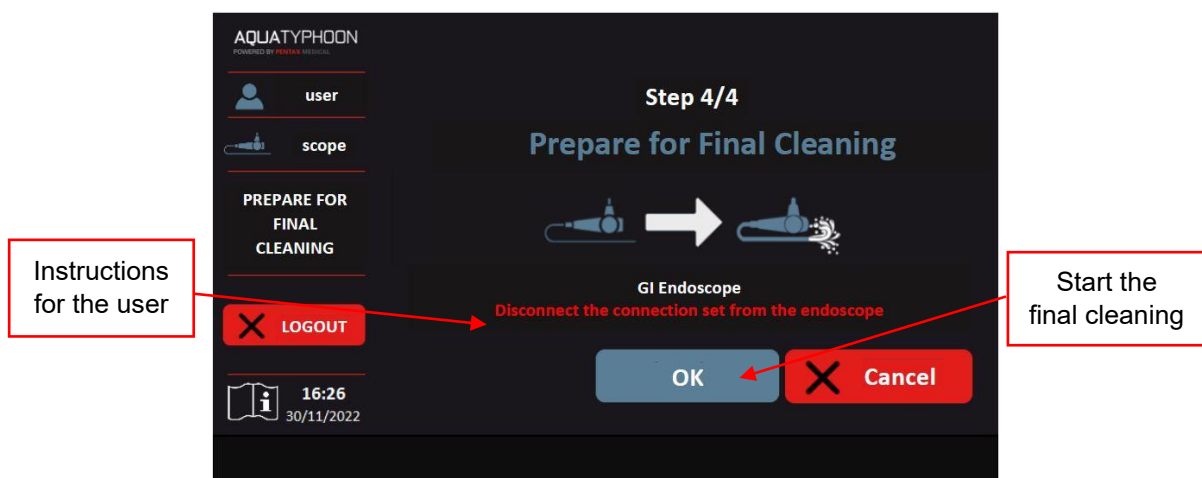 AQUATYPHOON
POWERED BY PENTAX MEDICAL
user
scope
PREPARE FOR
FINAL
CLEANING
LOGOUT
16:26
30/11/2022
Step 4/4
Prepare for Final Cleaning
GI Endoscope
Disconnect the connection set from the endoscope
OK
Cancel
Instructions
for the user
Start the
final cleaning